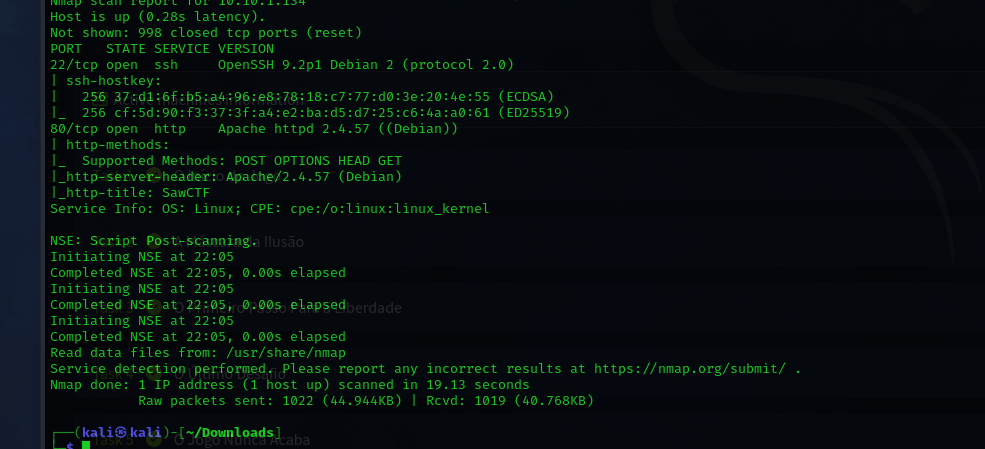 Nmap scan report for 10.10.1.134
Host is up (0.28s latency).
Not shown: 998 closed tcp ports (reset)
PORT   STATE SERVICE VERSION
22/tcp open  ssh     OpenSSH 9.2p1 Debian 2 (protocol 2.0)
| ssh-hostkey:
|   256 37:d1:6f:b5:a4:96:e8:78:18:c7:77:d0:3e:20:4e:55 (ECDSA)
|_  256 cf:5d:90:f3:37:3f:a4:e2:ba:d5:d7:25:c6:4a:a0:61 (ED25519)
80/tcp open  http    Apache httpd 2.4.57 ((Debian))
| http-methods:
|_  Supported Methods: POST OPTIONS HEAD GET
|_http-server-header: Apache/2.4.57 (Debian)
|_http-title: SawCTF
Service Info: OS: Linux; CPE: cpe:/o:linux:linux_kernel
NSE: Script Post-scanning.
da Ilusão
Initiating NSE at 22:05
Completed NSE at 22:05, 0.00s elapsed
Initiating NSE at 22:05
Completed NSE at 22:05, 0.00s elapsed
O Primeiro Passo Para a Liberdade
Initiating NSE at 22:05
Completed NSE at 22:05, 0.00s elapsed
Read data files from: /usr/share/nmap
Service detection performed. Please report any incorrect results at https://nmap.org/submit/ .
Task 4 O Último Desafio
Nmap done: 1 IP address (1 host up) scanned in 19.13 seconds
Raw packets sent: 1022 (44.944KB) | Rcvd: 1019 (40.768KB)
┌──(kali㉿kali)-[~/Downloads]
Task 5 O Jogo Nunca Acaba
└─$